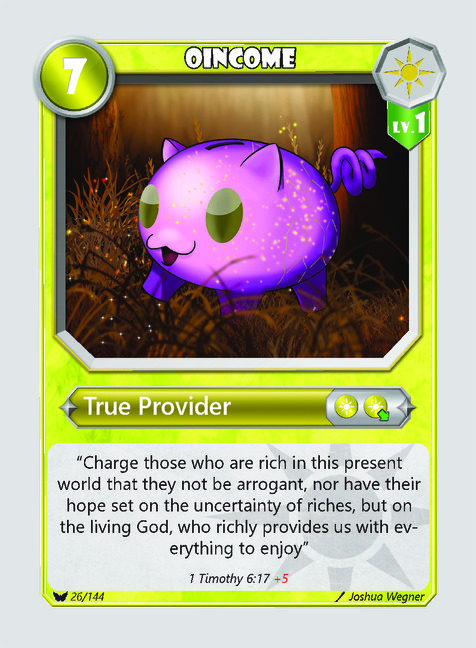 OINCOME
7
LV.1
True Provider
“Charge those who are rich in this present
world that they not be arrogant, nor have their
hope set on the uncertainty of riches, but on
the living God, who richly provides us with ev-
erything to enjoy”
1 Timothy 6:17 +5
26/144
Joshua Wegner